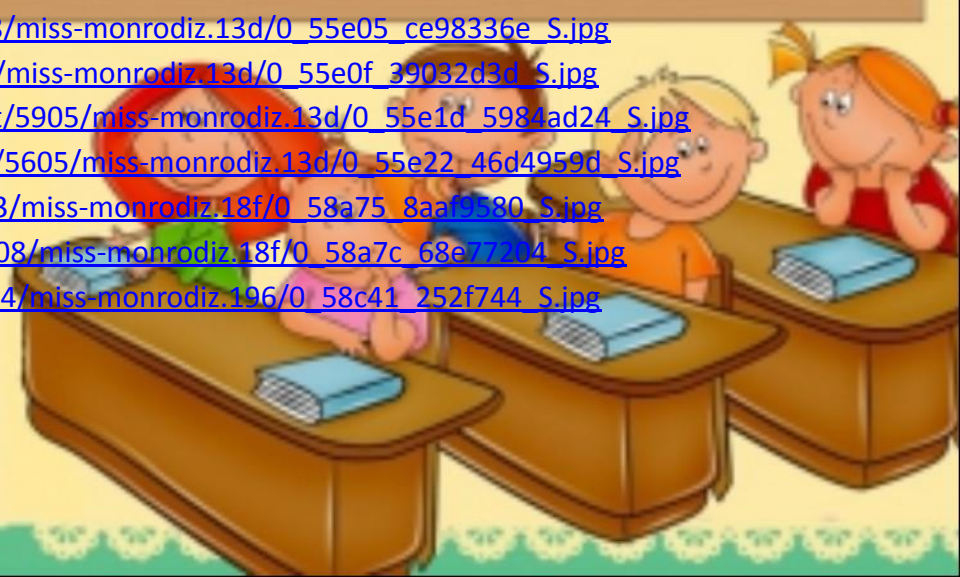 /miss-monrodiz.13d/0_55e05_ce98336e_S.jpg
/miss-monrodiz.13d/0_55e0f_39032d3d_S.jpg
/5905/miss-monrodiz.13d/0_55e1d_5984ad24_S.jpg
/5605/miss-monrodiz.13d/0_55e22_46d4959d_S.jpg
3/miss-monrodiz.18f/0_58a75_8aaf9580_S.jpg
08/miss-monrodiz.18f/0_58a7c_68e77204_S.jpg
4/miss-monrodiz.196/0_58c41_252f744_S.jpg